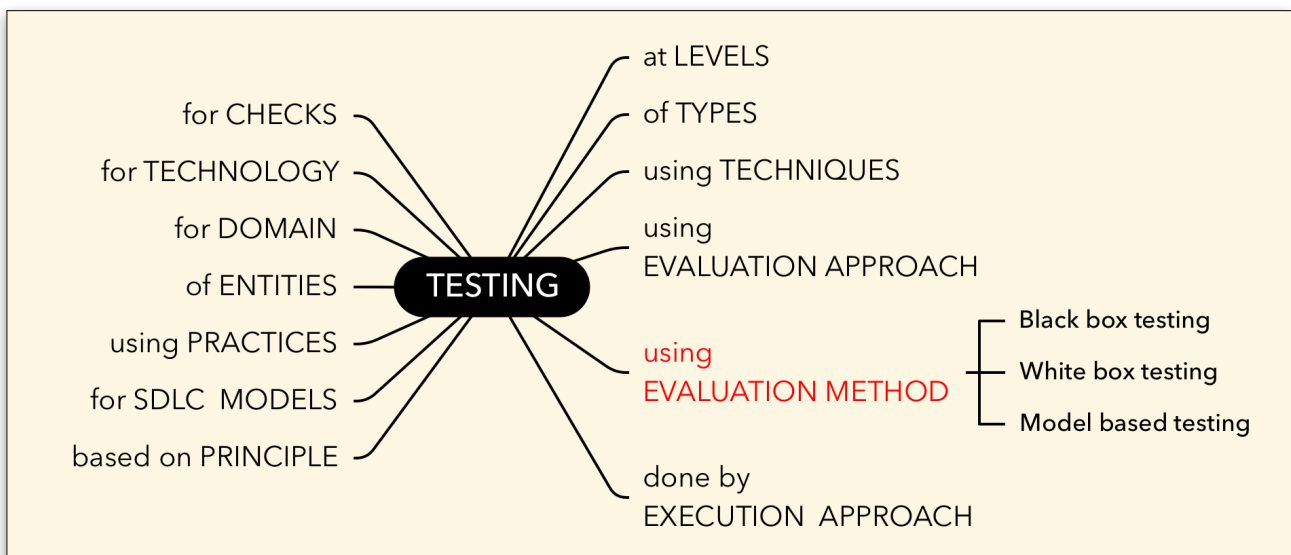 for CHECKS
for TECHNOLOGY
for DOMAIN
of ENTITIES
using PRACTICES
for SDLC MODELS
based on PRINCIPLE
TESTING
at LEVELS
of TYPES
using TECHNIQUES
using
EVALUATION APPROACH
using
EVALUATION METHOD
Black box testing
White box testing
Model based testing
done by
EXECUTION APPROACH